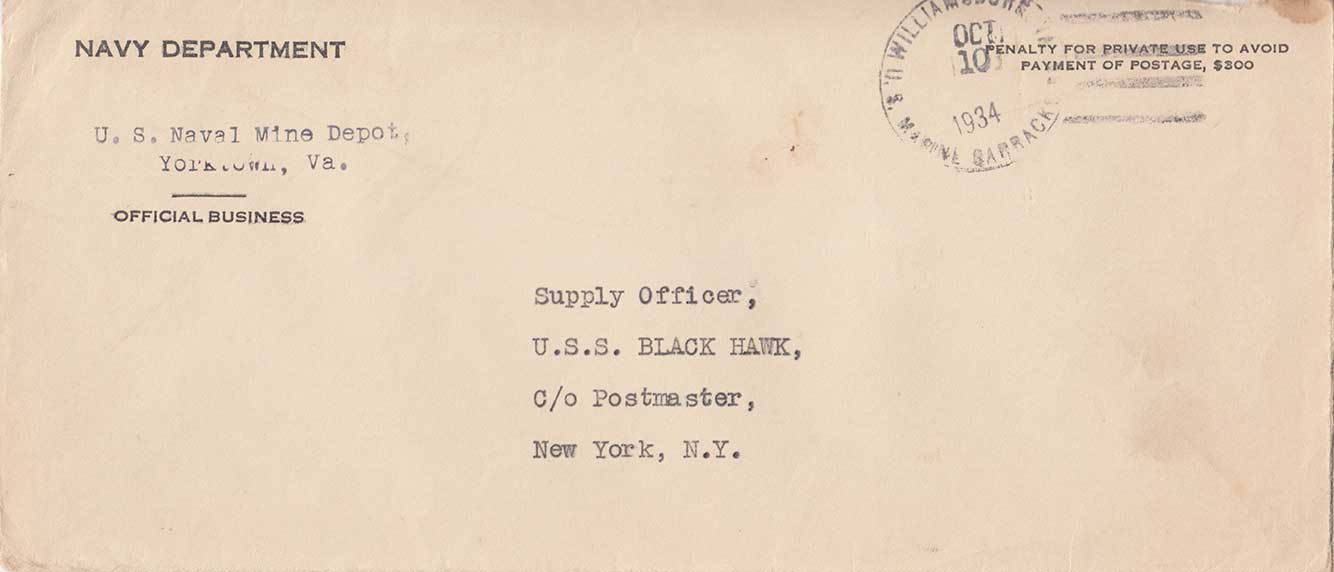 NAVY DEPARTMENT
U. S. Naval Mine Depot,
Yorktown, Va.
OFFICIAL BUSINESS
WILLIAMSBURG
OCT
10
1934
U. S. MARINE BARRACKS
PENALTY FOR PRIVATE USE TO AVOID
PAYMENT OF POSTAGE, $300
Supply Officer,
U.S.S. BLACK HAWK,
C/o Postmaster,
New York, N.Y.